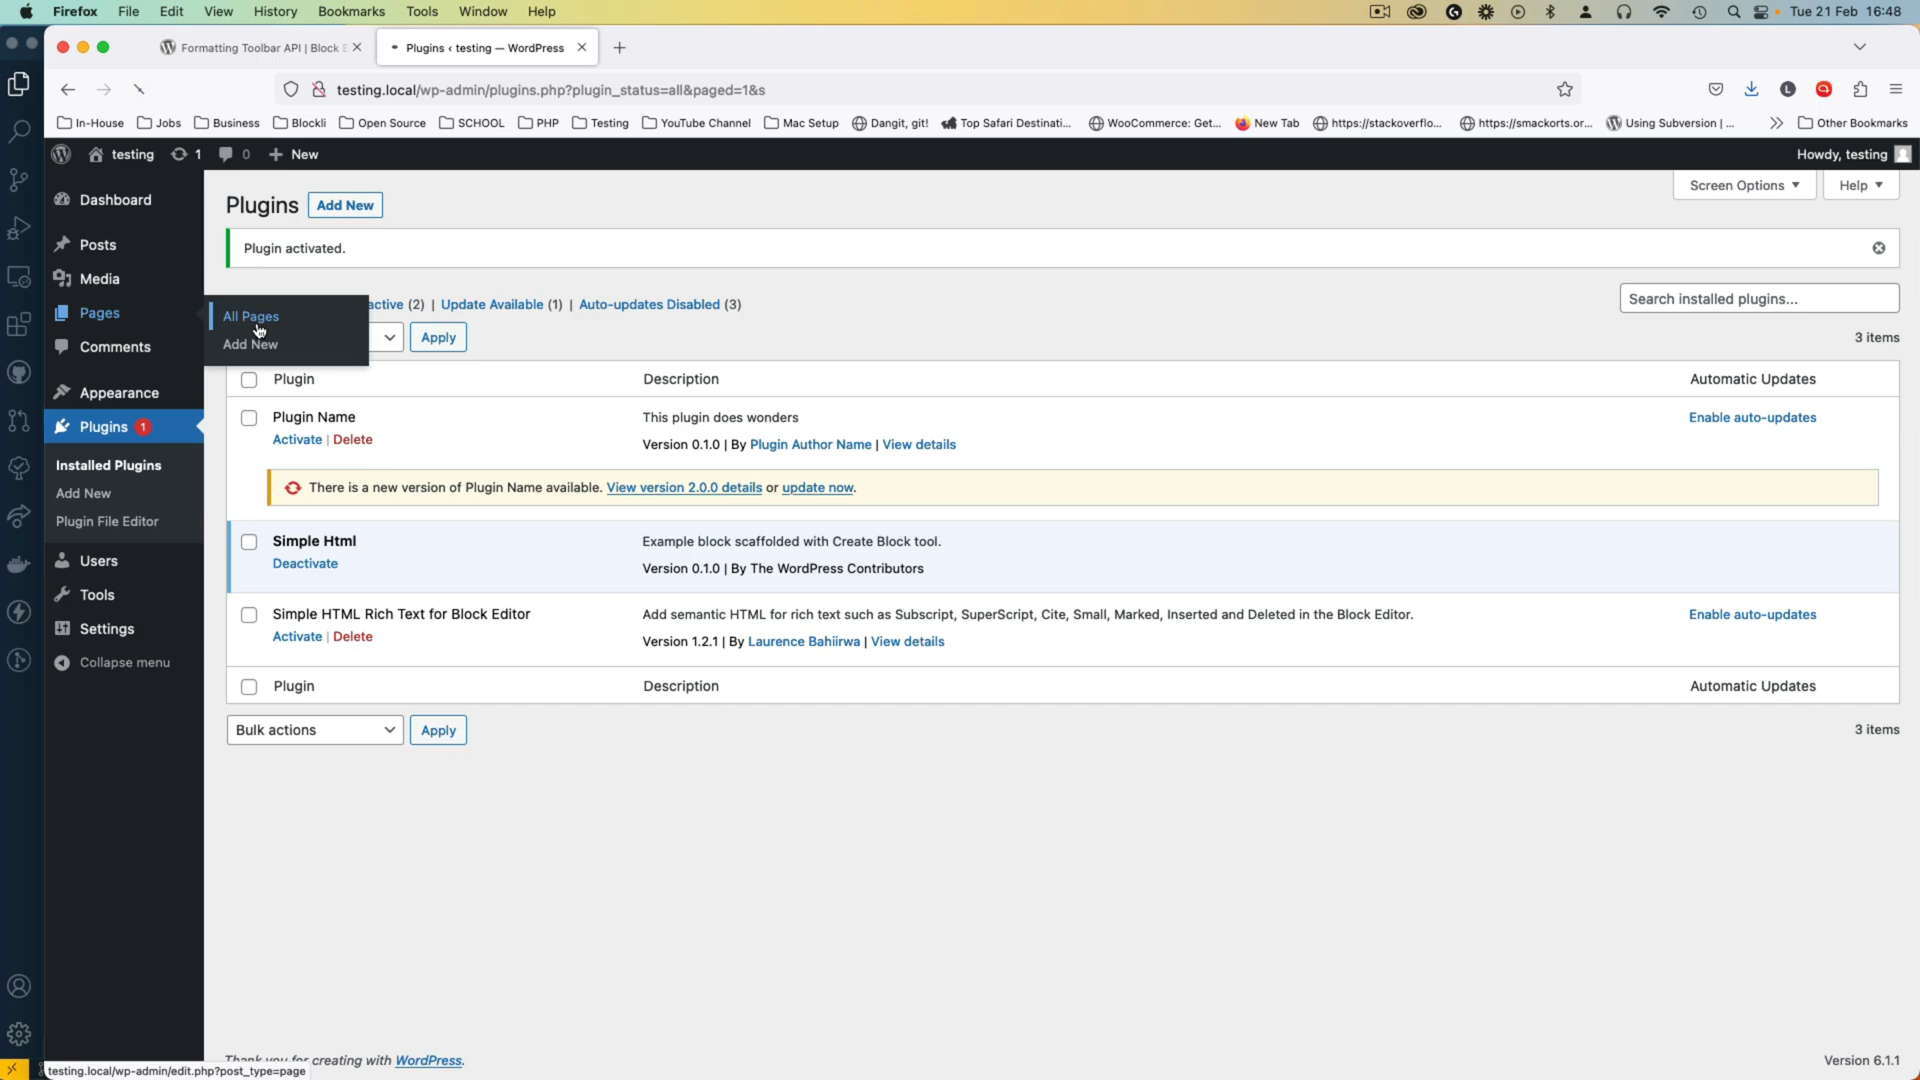 Firefox File Edit View History Bookmarks Tools Window Help Tue 21 Feb 16:48
Formatting Toolbar API | Block E Plugins ‹ testing — WordPress
testing.local/wp-admin/plugins.php?plugin_status=all&paged=1&s
In-House Jobs Business Blockli Open Source SCHOOL PHP Testing YouTube Channel Mac Setup Dangit, git! Top Safari Destinati... WooCommerce: Get... New Tab https://stackoverflo... https://smackorts.or... Using Subversion | ... Other Bookmarks
testing 1 0 + New Howdy, testing
Screen Options ▼ Help ▼
Dashboard
Plugins Add New
Posts
Plugin activated.
Media
Pages
All Pages
Add New
Comments
active (2) | Update Available (1) | Auto-updates Disabled (3)
Search installed plugins...
Apply
3 items
Appearance
Plugins 1
Installed Plugins
Add New
Plugin File Editor
Users
Tools
Settings
Collapse menu
Plugin Description Automatic Updates
Plugin Name This plugin does wonders Enable auto-updates
Activate | Delete Version 0.1.0 | By Plugin Author Name | View details
There is a new version of Plugin Name available. View version 2.0.0 details or update now.
Simple Html Example block scaffolded with Create Block tool.
Deactivate Version 0.1.0 | By The WordPress Contributors
Simple HTML Rich Text for Block Editor Add semantic HTML for rich text such as Subscript, SuperScript, Cite, Small, Marked, Inserted and Deleted in the Block Editor. Enable auto-updates
Activate | Delete Version 1.2.1 | By Laurence Bahiirwa | View details
Plugin Description Automatic Updates
Bulk actions Apply 3 items
Thank you for creating with WordPress. Version 6.1.1
testing.local/wp-admin/edit.php?post_type=page